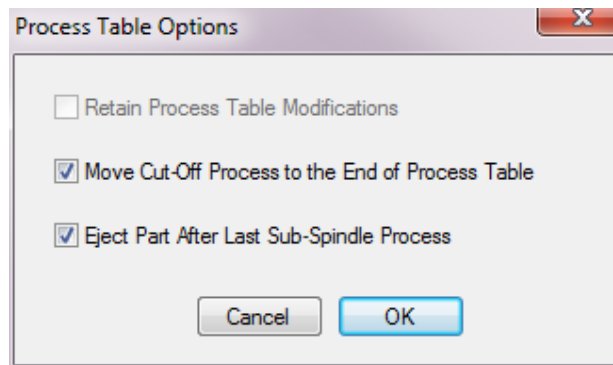 Process Table Options
Retain Process Table Modifications
Move Cut-Off Process to the End of Process Table
Eject Part After Last Sub-Spindle Process
Cancel OK